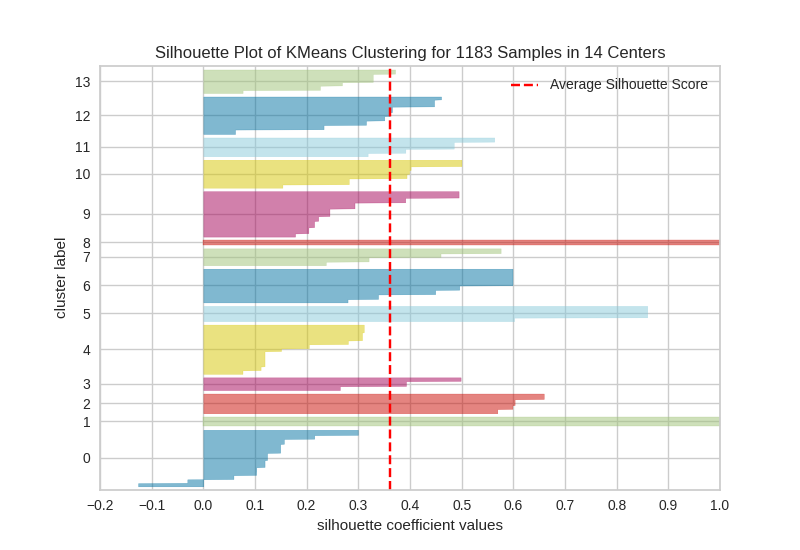 Silhouette Plot of KMeans Clustering for 1183 Samples in 14 Centers
Average Silhouette Score
13
12
11
10
9
8
7
6
5
4
3
2
1
0
cluster label
−0.2 −0.1 0.0 0.1 0.2 0.3 0.4 0.5 0.6 0.7 0.8 0.9 1.0
silhouette coefficient values